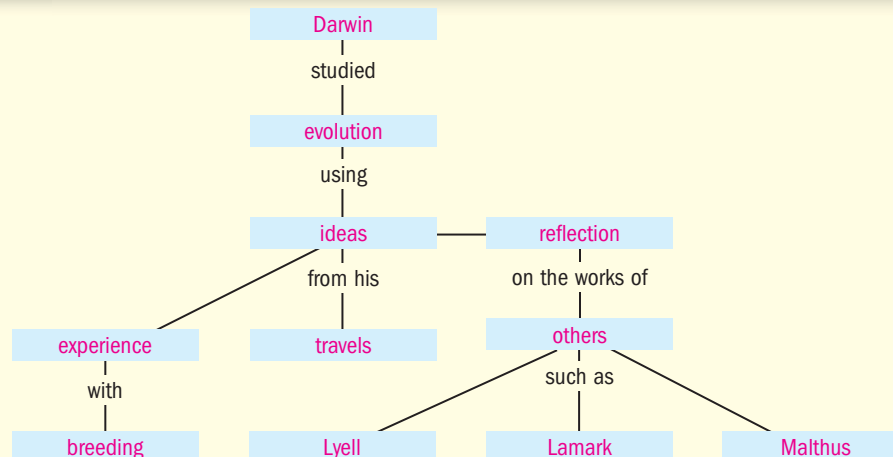 Darwin
studied
evolution
using
ideas
reflection
from his
on the works of
experience
travels
others
with
such as
breeding
Lyell
Lamark
Malthus